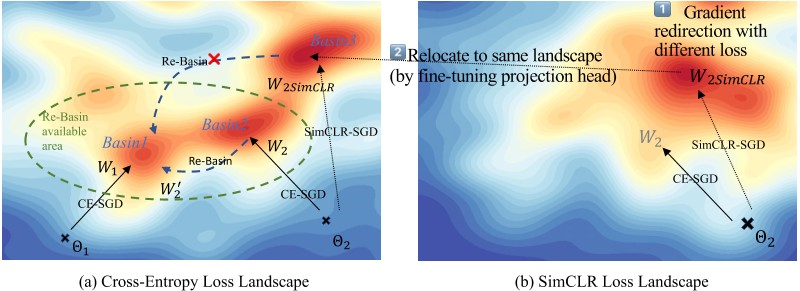 Basin3
Re-Basin
W2SimCLR
Re-Basin
available
area
Basin1
Basin2
SimCLR-SGD
W1
Re-Basin
W2
W2′
CE-SGD
CE-SGD
Θ1
Θ2
(a) Cross-Entropy Loss Landscape
1 Gradient
redirection with
different loss
2 Relocate to same landscape
(by fine-tuning projection head)
W2SimCLR
W2
SimCLR-SGD
CE-SGD
Θ2
(b) SimCLR Loss Landscape